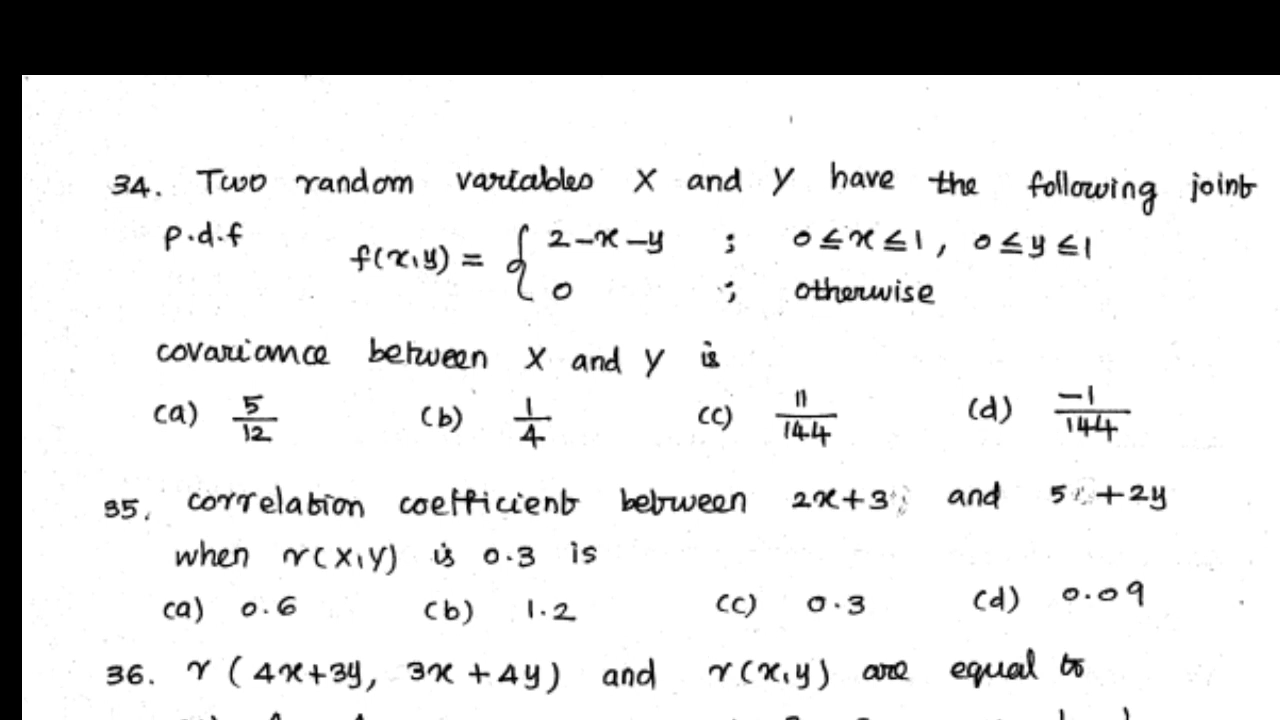 34. Two random variables X and Y have the following joint
p.d.f f(x,y) = { 2-x-y ; 0≤x≤1, 0≤y≤1
0 ; otherwise
covariance between X and Y is
(a) 5/12 (b) 1/4 (c) 11/144 (d) -1/144
35. correlation coefficient between 2x+3 and 5 +2y
when r(X,Y) is 0.3 is
(a) 0.6 (b) 1.2 (c) 0.3 (d) 0.09
36. r(4x+3y, 3x+4y) and r(x,y) are equal to